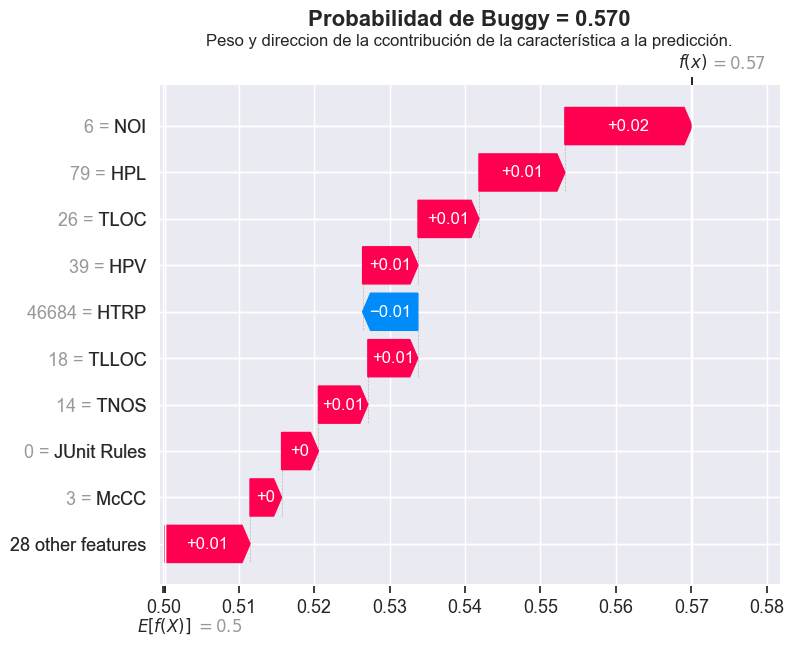 Probabilidad de Buggy = 0.570
Peso y direccion de la ccontribución de la característica a la predicción.
f(x) = 0.57
6 = NOI +0.02
79 = HPL +0.01
26 = TLOC +0.01
39 = HPV +0.01
46684 = HTRP −0.01
18 = TLLOC +0.01
14 = TNOS +0.01
0 = JUnit Rules +0
3 = McCC +0
28 other features +0.01
0.50 0.51 0.52 0.53 0.54 0.55 0.56 0.57 0.58
E[f(X)] = 0.5